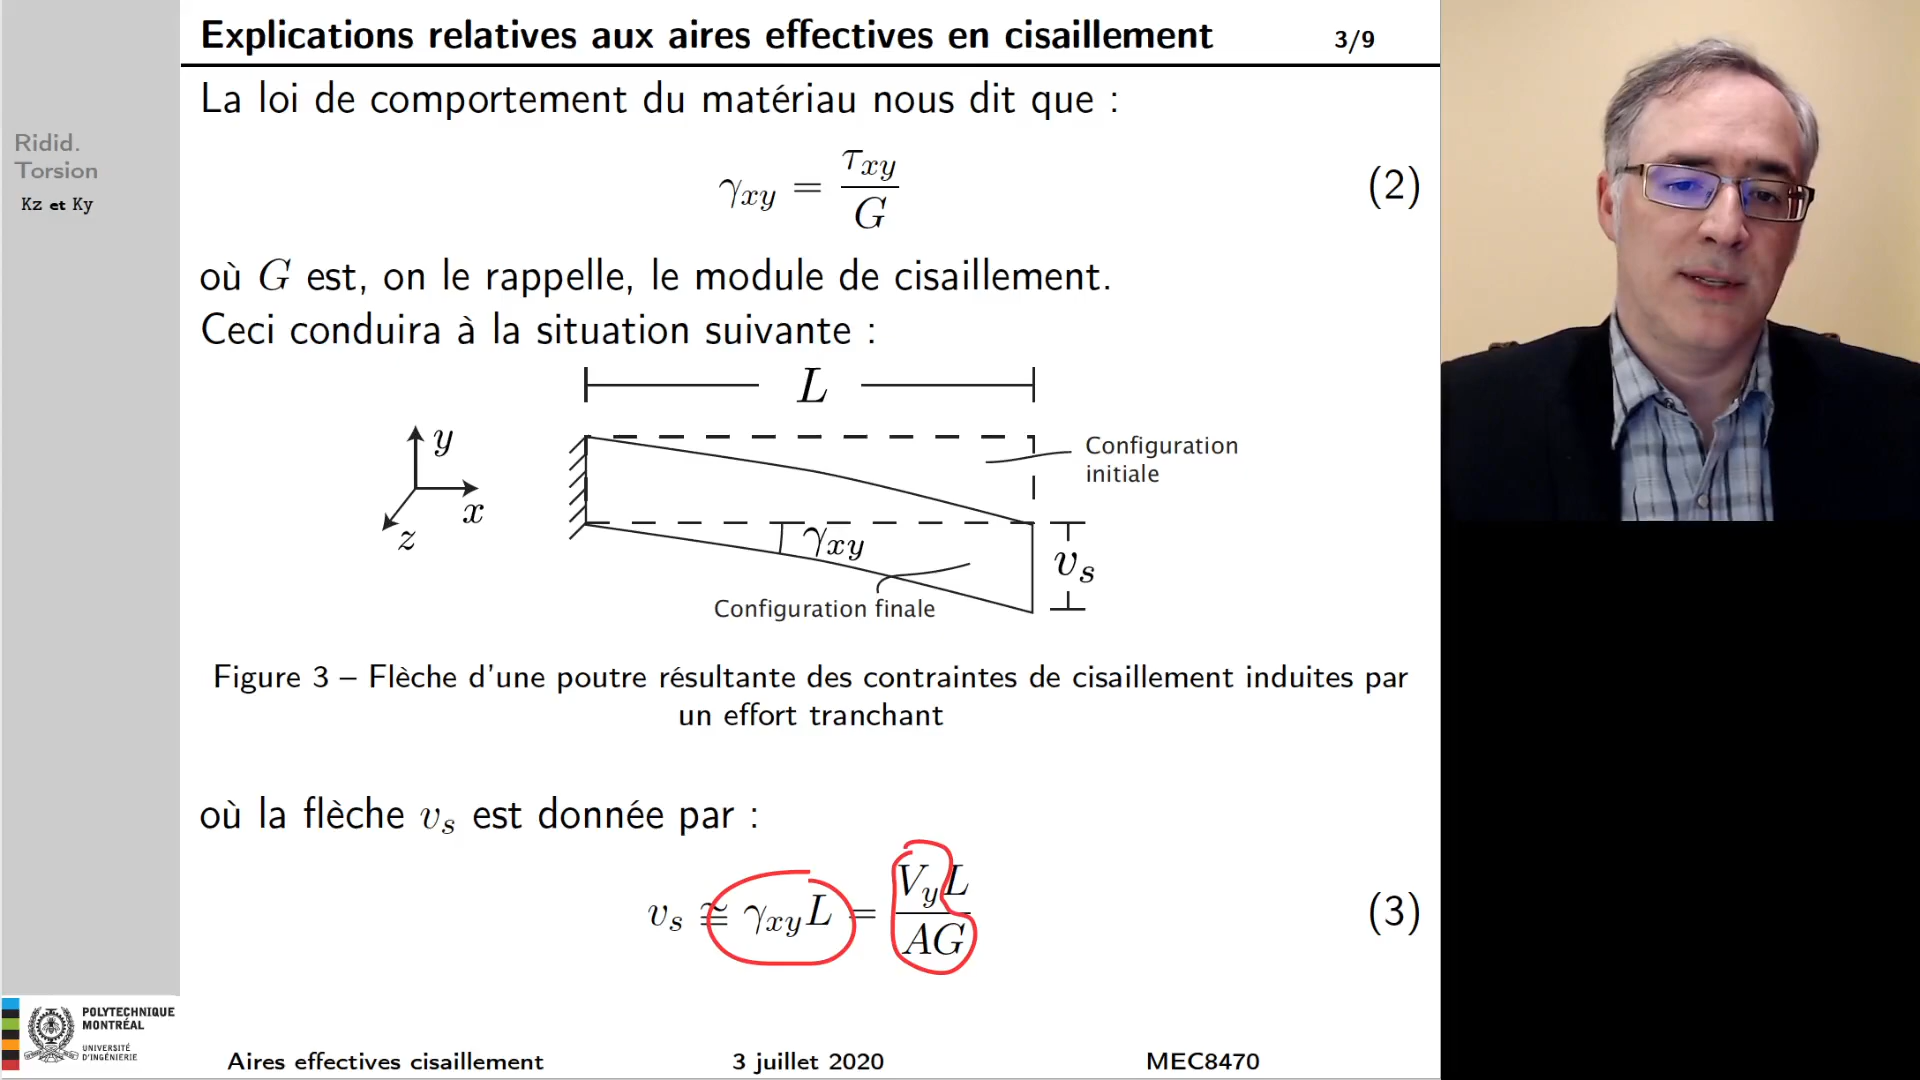 Explications relatives aux aires effectives en cisaillement
3/9
Ridid.
Torsion
Kz et Ky
La loi de comportement du matériau nous dit que :
γxy = τxy / G (2)
où G est, on le rappelle, le module de cisaillement.
Ceci conduira à la situation suivante :
L
y
x
z
Configuration
initiale
γxy
vs
Configuration finale
Figure 3 – Flèche d'une poutre résultante des contraintes de cisaillement induites par
un effort tranchant
où la flèche vs est donnée par :
vs ≅ γxyL = VyL / AG (3)
POLYTECHNIQUE
MONTRÉAL
UNIVERSITÉ
D'INGÉNIERIE
Aires effectives cisaillement
3 juillet 2020
MEC8470